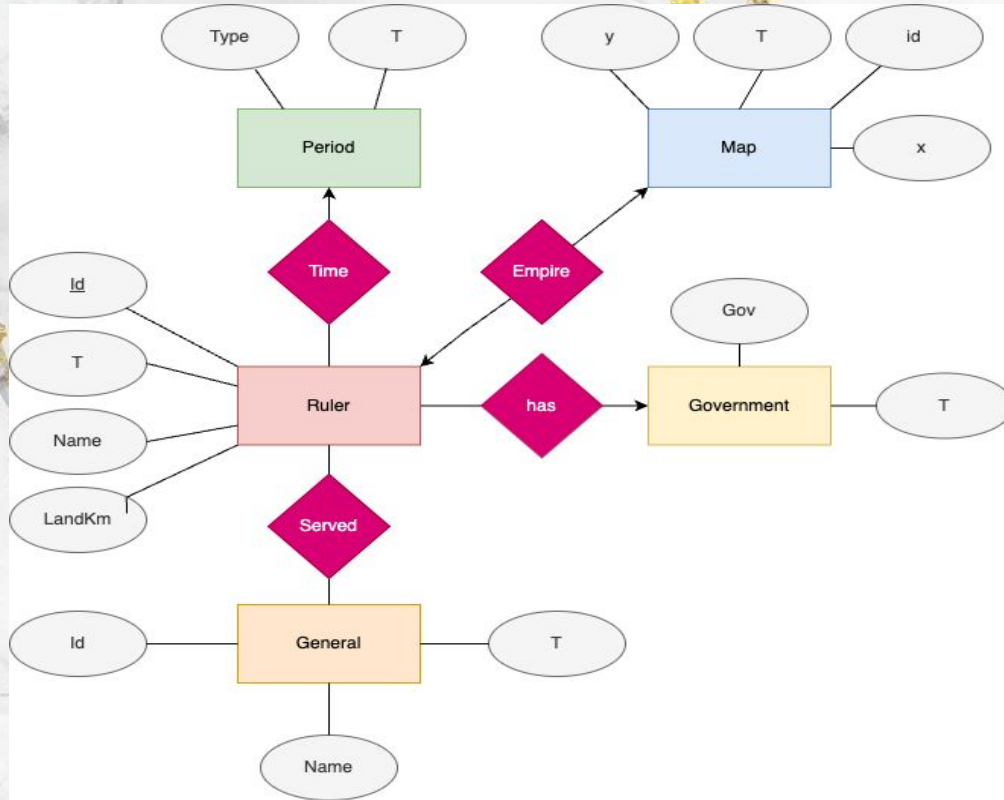 Type
T
y
T
id
Period
Map
x
Time
Empire
Id
Gov
T
Ruler
has
Government
T
Name
LandKm
Served
Id
General
T
Name